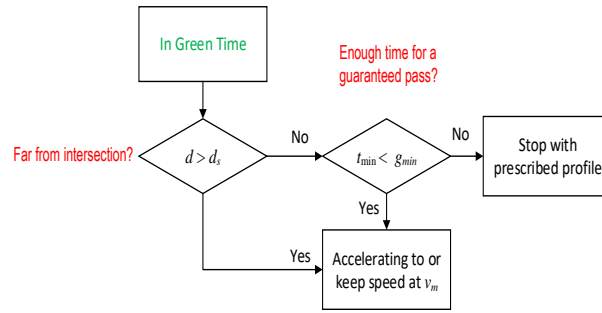 In Green Time
Enough time for a
guaranteed pass?
Far from intersection?
d > ds
No
tmin < gmin
No
Stop with
prescribed profile
Yes
Yes
Accelerating to or
keep speed at vm